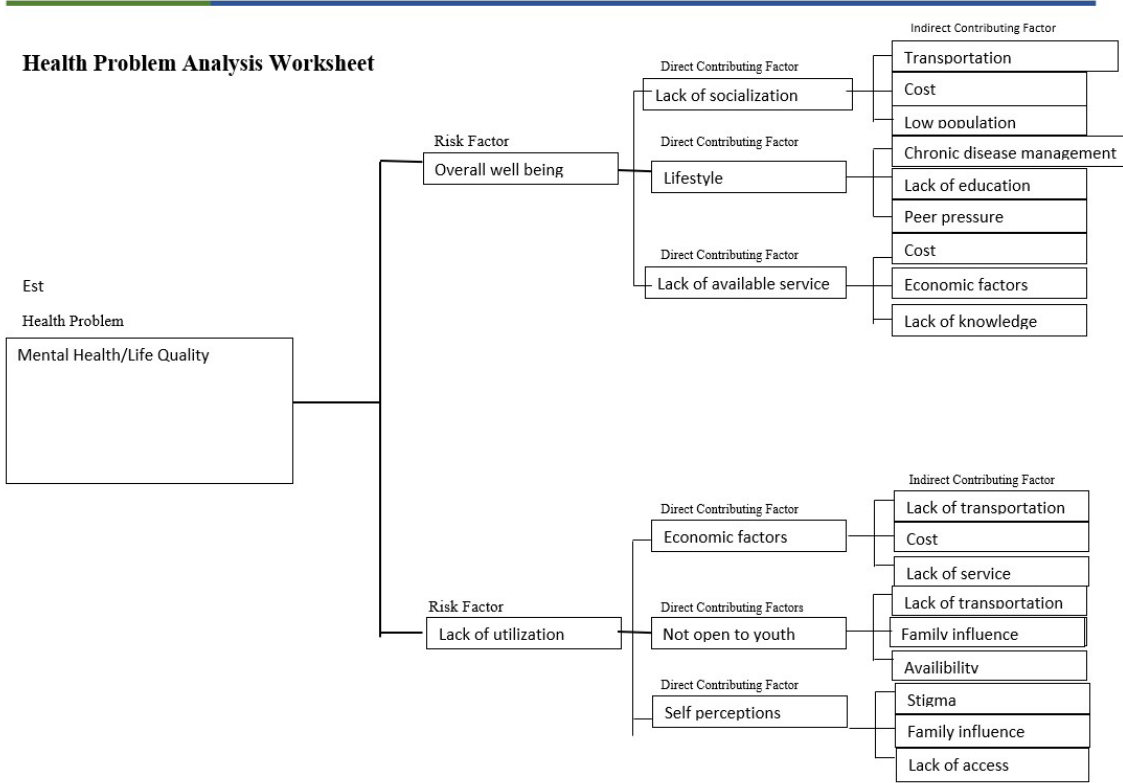 Health Problem Analysis Worksheet
Indirect Contributing Factor
Direct Contributing Factor
Transportation
Lack of socialization
Cost
Low population
Risk Factor
Overall well being
Direct Contributing Factor
Lifestyle
Chronic disease management
Lack of education
Peer pressure
Direct Contributing Factor
Lack of available service
Cost
Economic factors
Lack of knowledge
Est
Health Problem
Mental Health/Life Quality
Indirect Contributing Factor
Direct Contributing Factor
Economic factors
Lack of transportation
Cost
Lack of service
Risk Factor
Lack of utilization
Direct Contributing Factors
Not open to youth
Lack of transportation
Family influence
Availibility
Direct Contributing Factor
Self perceptions
Stigma
Family influence
Lack of access